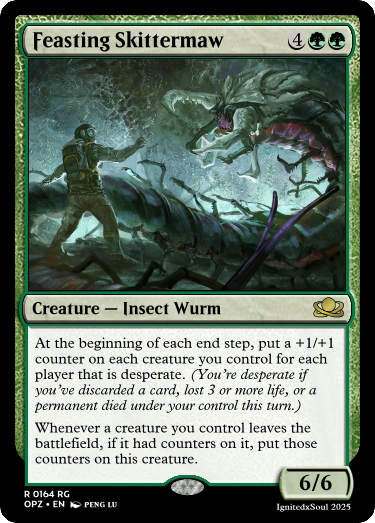 Feasting Skittermaw 4
Creature — Insect Wurm
At the beginning of each end step, put a +1/+1
counter on each creature you control for each
player that is desperate. (You're desperate if
you've discarded a card, lost 3 or more life, or a
permanent died under your control this turn.)
Whenever a creature you control leaves the
battlefield, if it had counters on it, put those
counters on this creature.
6/6
R 0164 RG
OPZ • EN PENG LU
IgnitedxSoul 2025